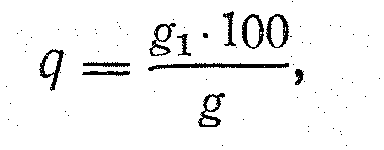 q = g₁·100 / g,